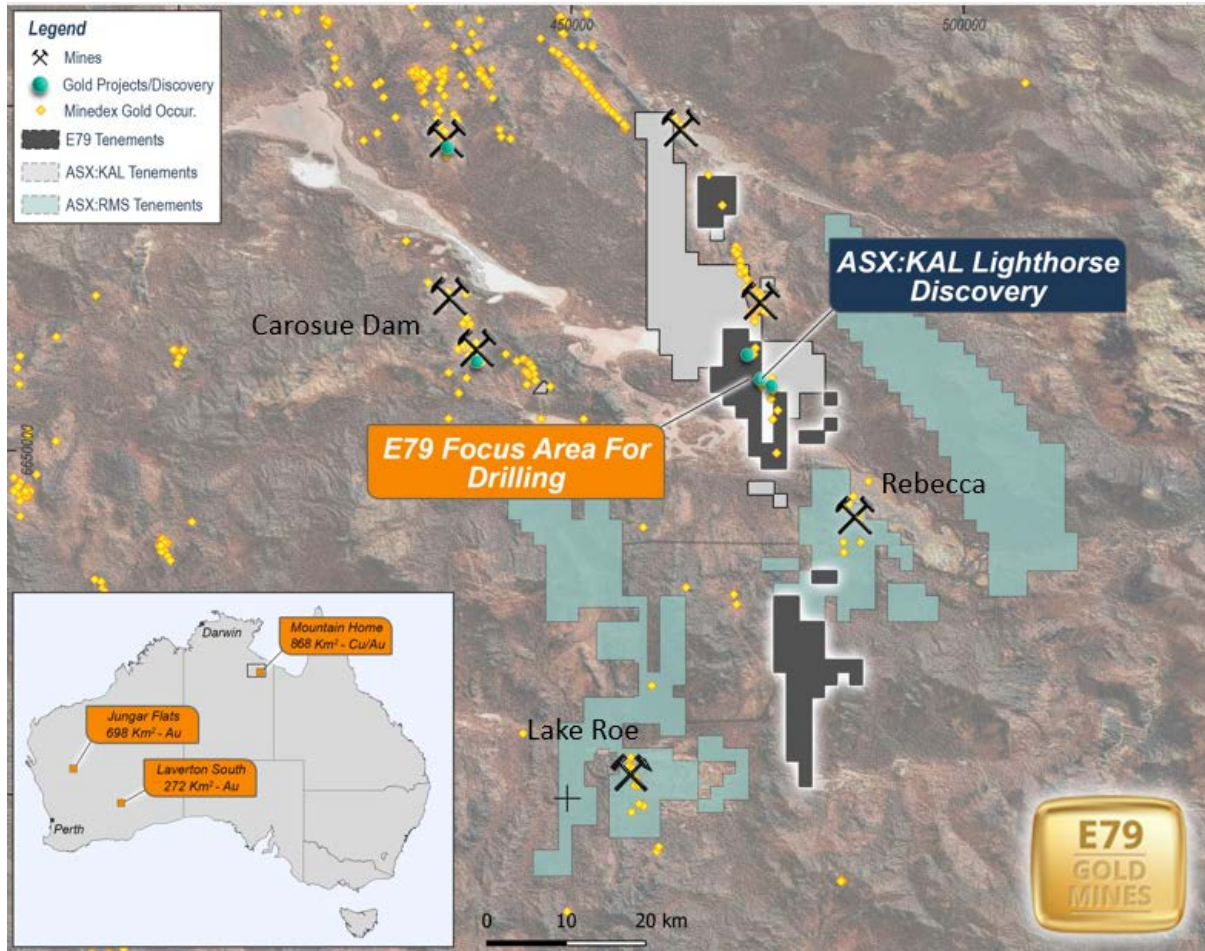 Legend
Mines
Gold Projects/Discovery
Minedex Gold Occur.
E79 Tenements
ASX:KAL Tenements
ASX:RMS Tenements
450000
500000
ASX:KAL Lighthorse
Discovery
Carosue Dam
E79 Focus Area For
Drilling
6650000
Rebecca
Lake Roe
Darwin
Mountain Home
868 Km² - Cu/Au
Jungar Flats
698 Km² - Au
Laverton South
272 Km² - Au
Perth
0 10 20 km
E79
GOLD
MINES